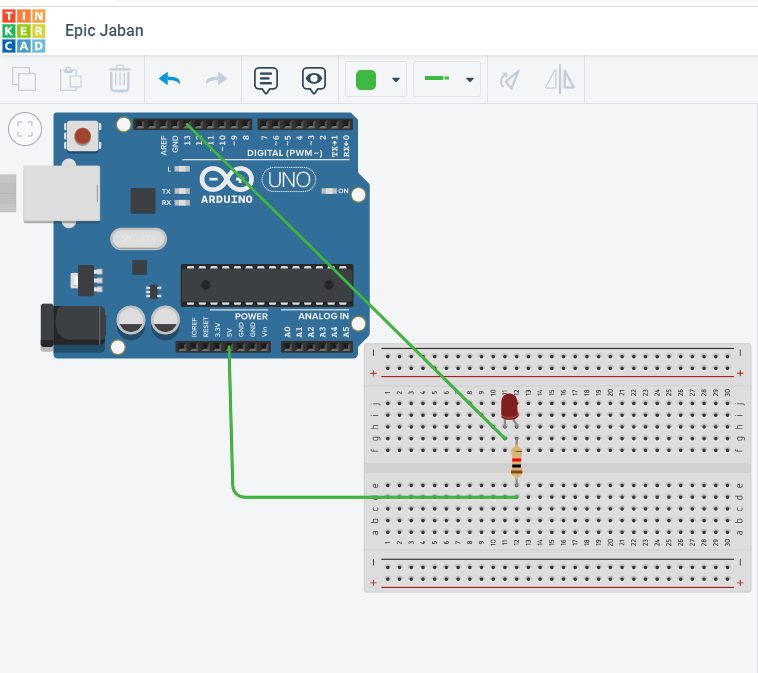 TIN
KER
CAD
Epic Jaban
AREF
GND
13
12
~11
~10
~9
8
7
~6
~5
4
~3
2
TX→1
RX←0
DIGITAL (PWM~)
L
TX
RX
ARDUINO
UNO
ON
POWER
ANALOG IN
IOREF
RESET
3.3V
5V
GND
GND
Vin
A0
A1
A2
A3
A4
A5
1 2 3 4 5 6 7 8 9 10 11 12 13 14 15 16 17 18 19 20 21 22 23 24 25 26 27 28 29 30
j
i
h
g
f
e
d
c
b
a
1 2 3 4 5 6 7 8 9 10 11 12 13 14 15 16 17 18 19 20 21 22 23 24 25 26 27 28 29 30